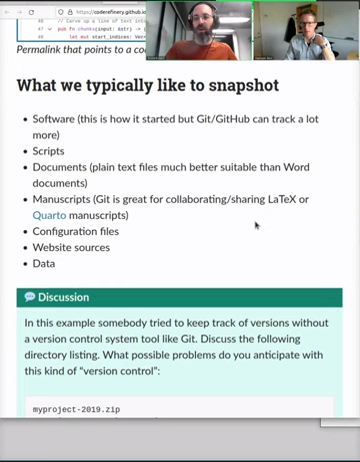 https://coderefinery.github.io
46 // Carve up a line of text into
47 pub fn chunks(input: &str) ->
48 let mut start_indices:
Permalink that points to a co
What we typically like to snapshot
• Software (this is how it started but Git/GitHub can track a lot
more)
• Scripts
• Documents (plain text files much better suitable than Word
documents)
• Manuscripts (Git is great for collaborating/sharing LaTeX or
Quarto manuscripts)
• Configuration files
• Website sources
• Data
Discussion
In this example somebody tried to keep track of versions without
a version control system tool like Git. Discuss the following
directory listing. What possible problems do you anticipate with
this kind of “version control”:
myproject-2019.zip